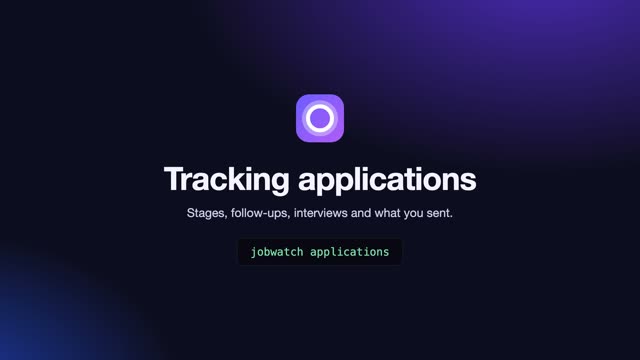 Tracking applications
Stages, follow-ups, interviews and what you sent.
jobwatch applications